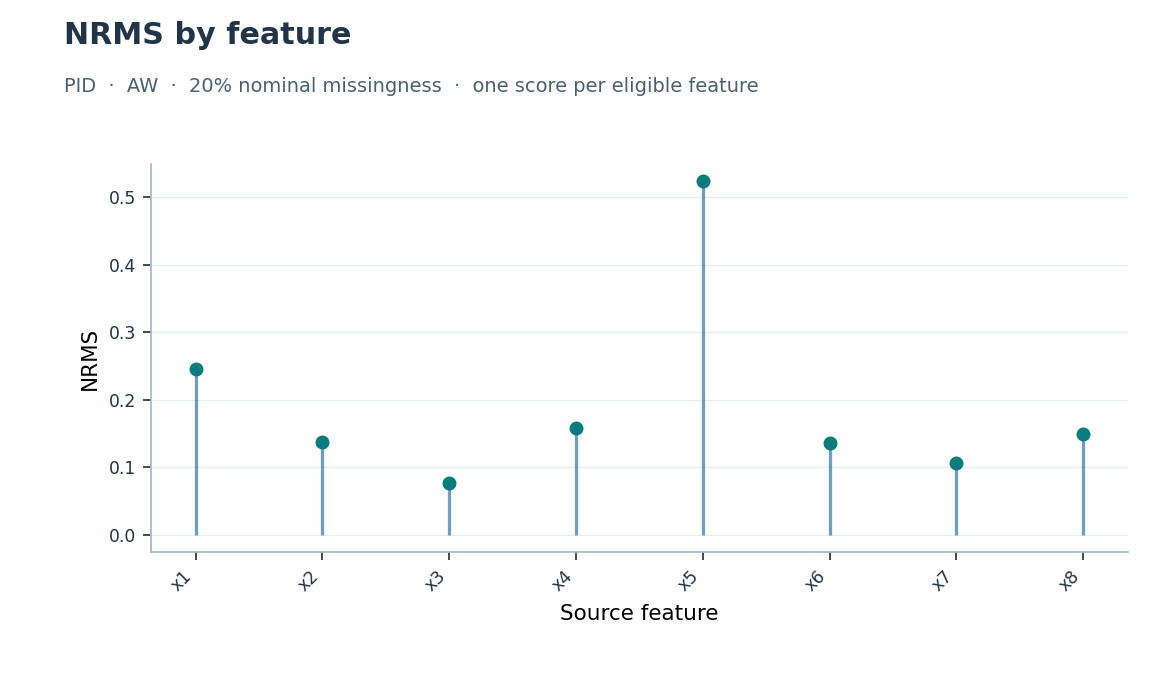 NRMS by feature
PID · AW · 20% nominal missingness · one score per eligible feature
0.5
0.4
0.3
0.2
0.1
0.0
NRMS
x1 x2 x3 x4 x5 x6 x7 x8
Source feature